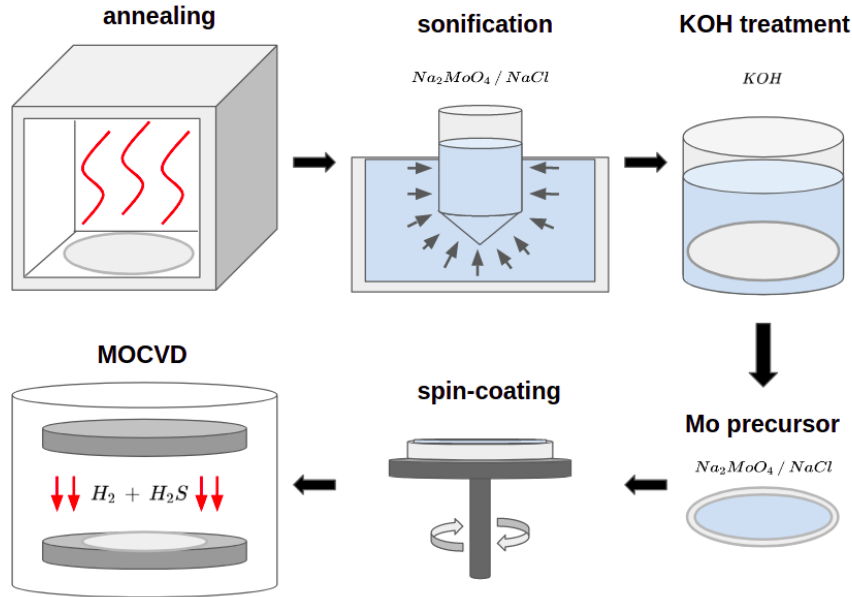 annealing
sonification
KOH treatment
Na₂MoO₄ / NaCl
KOH
MOCVD
spin-coating
Mo precursor
Na₂MoO₄ / NaCl
H₂ + H₂S